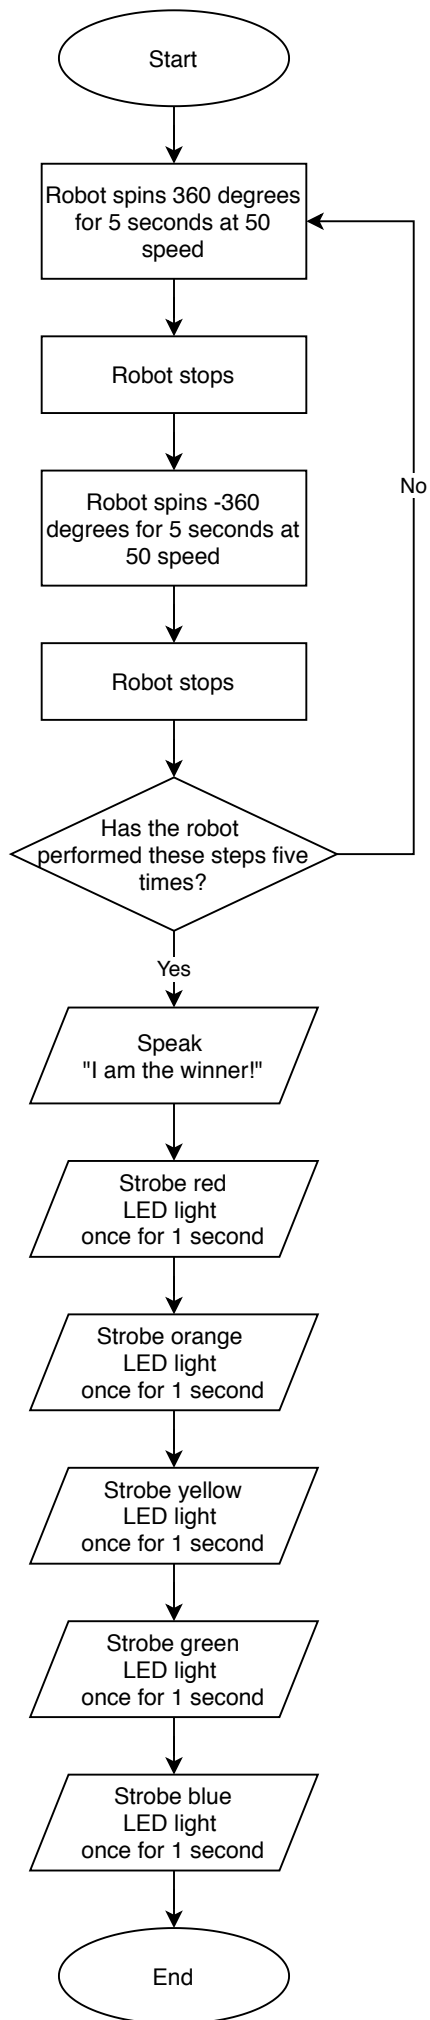 Start
Robot spins 360 degrees
for 5 seconds at 50
speed
Robot stops
Robot spins -360
degrees for 5 seconds at
50 speed
No
Robot stops
Has the robot
performed these steps five
times?
Yes
Speak
"I am the winner!"
Strobe red
LED light
once for 1 second
Strobe orange
LED light
once for 1 second
Strobe yellow
LED light
once for 1 second
Strobe green
LED light
once for 1 second
Strobe blue
LED light
once for 1 second
End